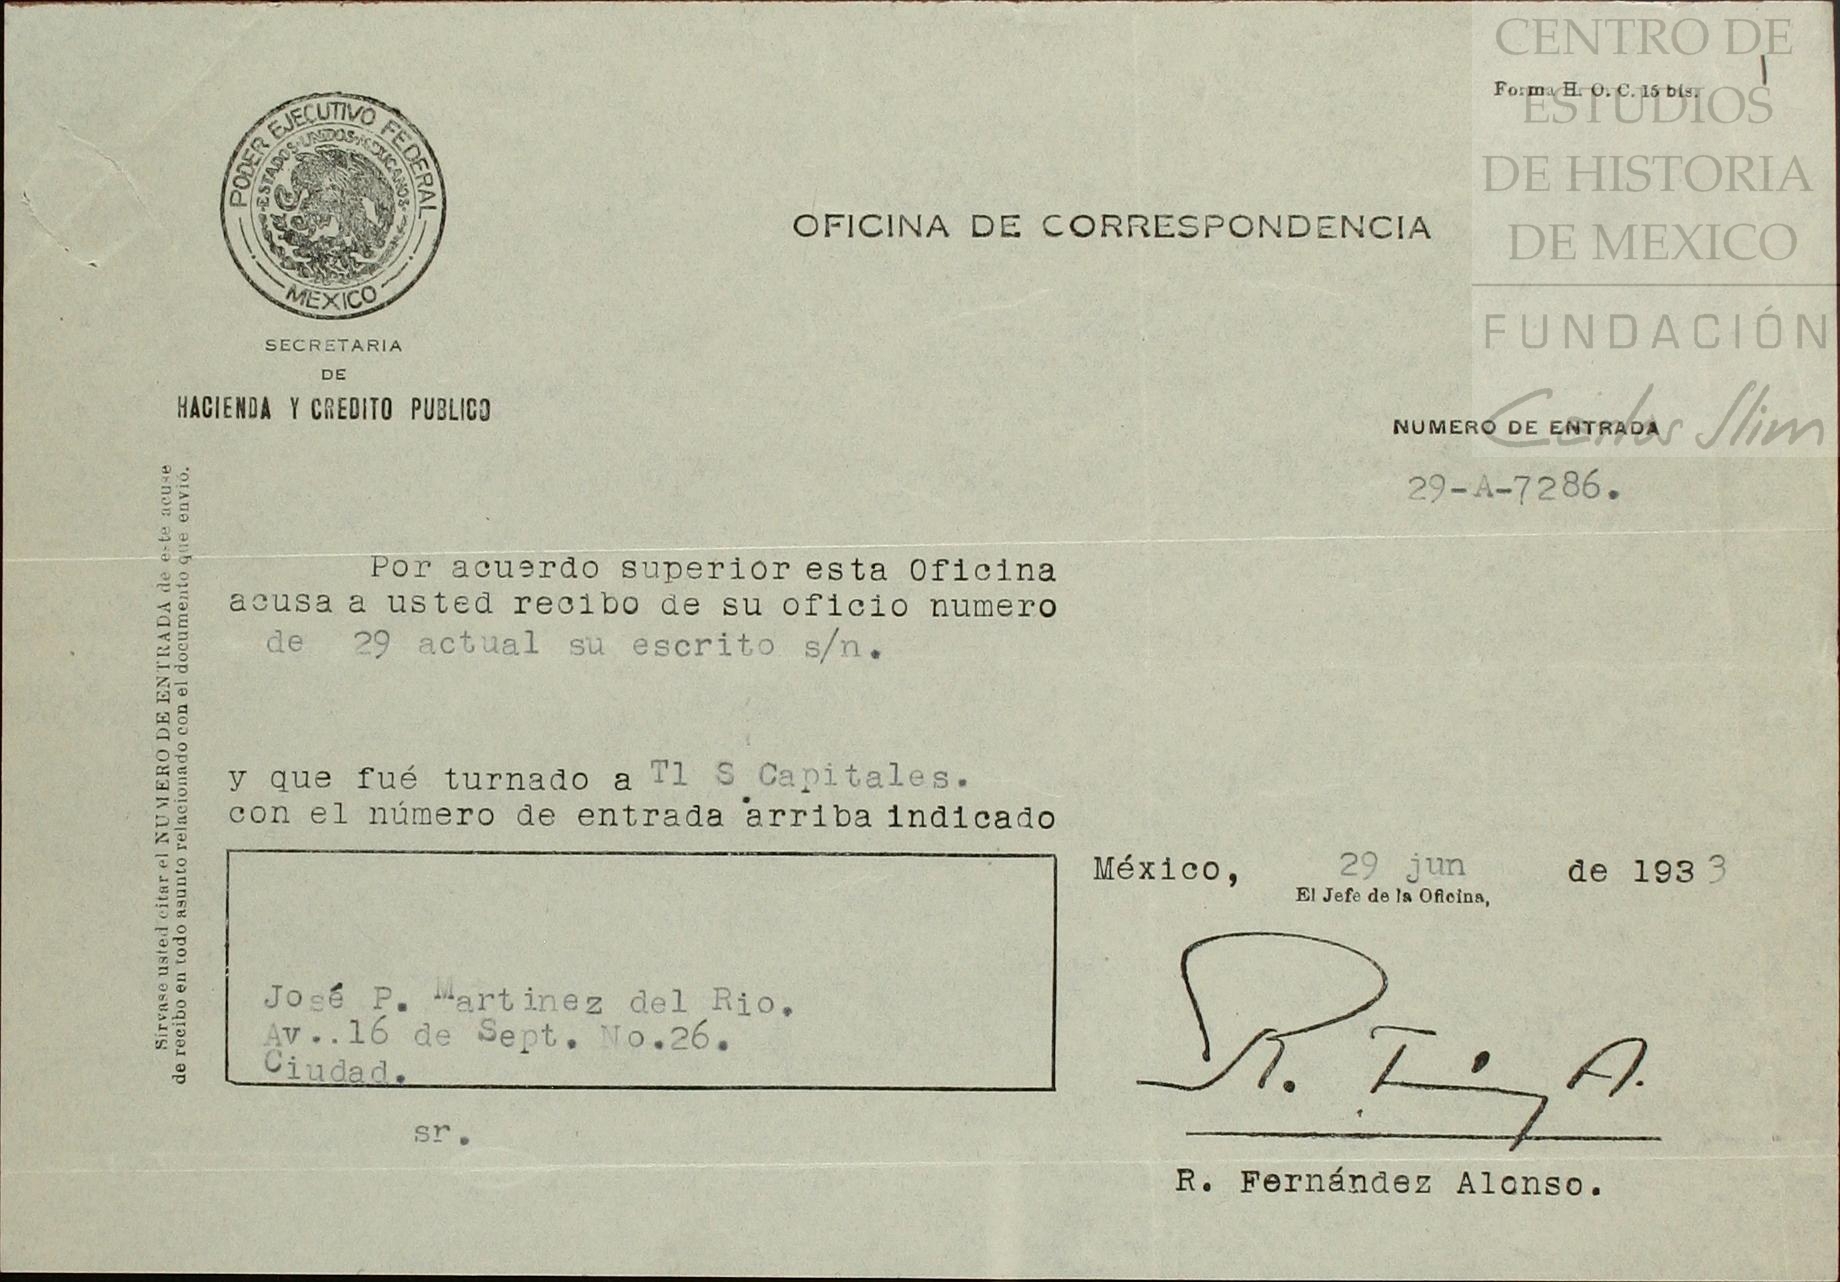 CENTRO DE
ESTUDIOS
DE HISTORIA
DE MEXICO
FUNDACIÓN
Carlos Slim
Forma H. O. C. 15 bis.
PODER EJECUTIVO FEDERAL
ESTADOS UNIDOS MEXICANOS
MEXICO
SECRETARIA
DE
HACIENDA Y CREDITO PUBLICO
OFICINA DE CORRESPONDENCIA
NUMERO DE ENTRADA
29-A-7286.
Sírvase usted citar el NUMERO DE ENTRADA de este acuse
de recibo en todo asunto relacionado con el documento que envió.
Por acuerdo superior esta Oficina
acusa a usted recibo de su oficio numero
de 29 actual su escrito s/n.
y que fué turnado a Tl S Capitales.
con el número de entrada arriba indicado
México, 29 jun de 1933
El Jefe de la Oficina,
José P. Martinez del Rio.
Av..16 de Sept. No.26.
Ciudad.
sr.
R. Fernández Alonso.